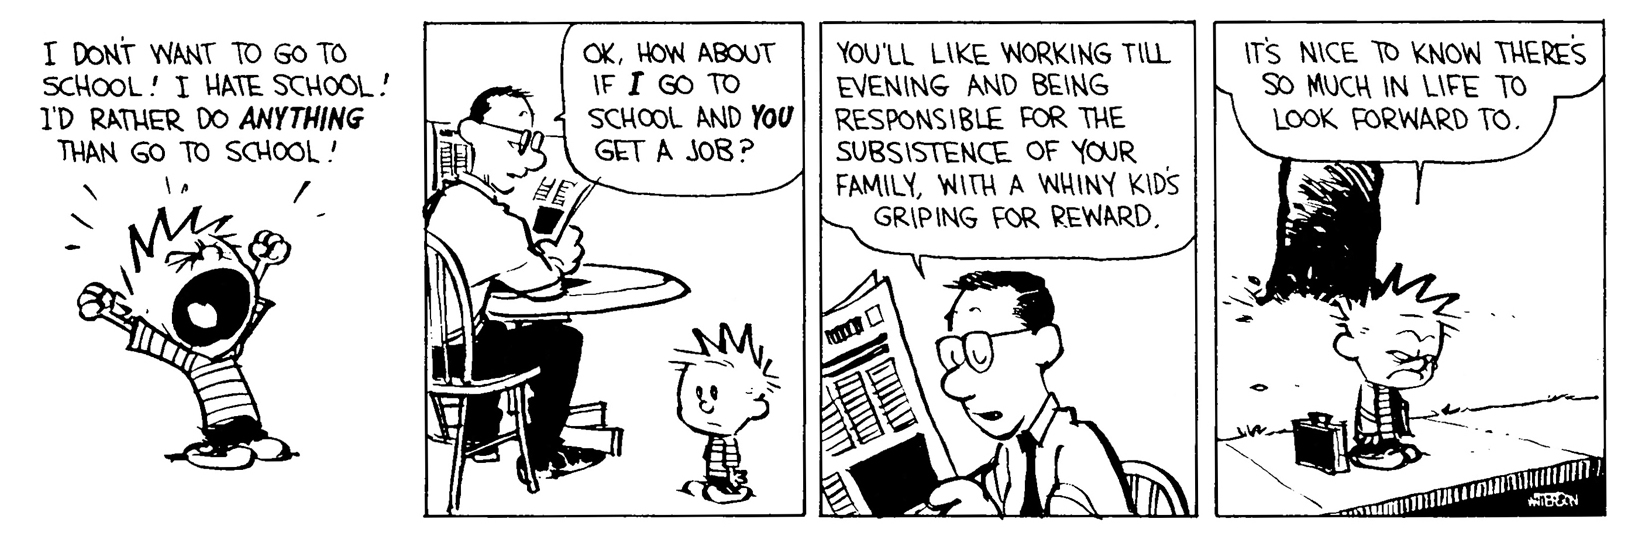 I DON'T WANT TO GO TO
SCHOOL! I HATE SCHOOL!
I'D RATHER DO ANYTHING
THAN GO TO SCHOOL!
OK, HOW ABOUT
IF I GO TO
SCHOOL AND YOU
GET A JOB?
YOU'LL LIKE WORKING TILL
EVENING AND BEING
RESPONSIBLE FOR THE
SUBSISTENCE OF YOUR
FAMILY, WITH A WHINY KID'S
GRIPING FOR REWARD.
IT'S NICE TO KNOW THERE'S
SO MUCH IN LIFE TO
LOOK FORWARD TO.
WATTERSON